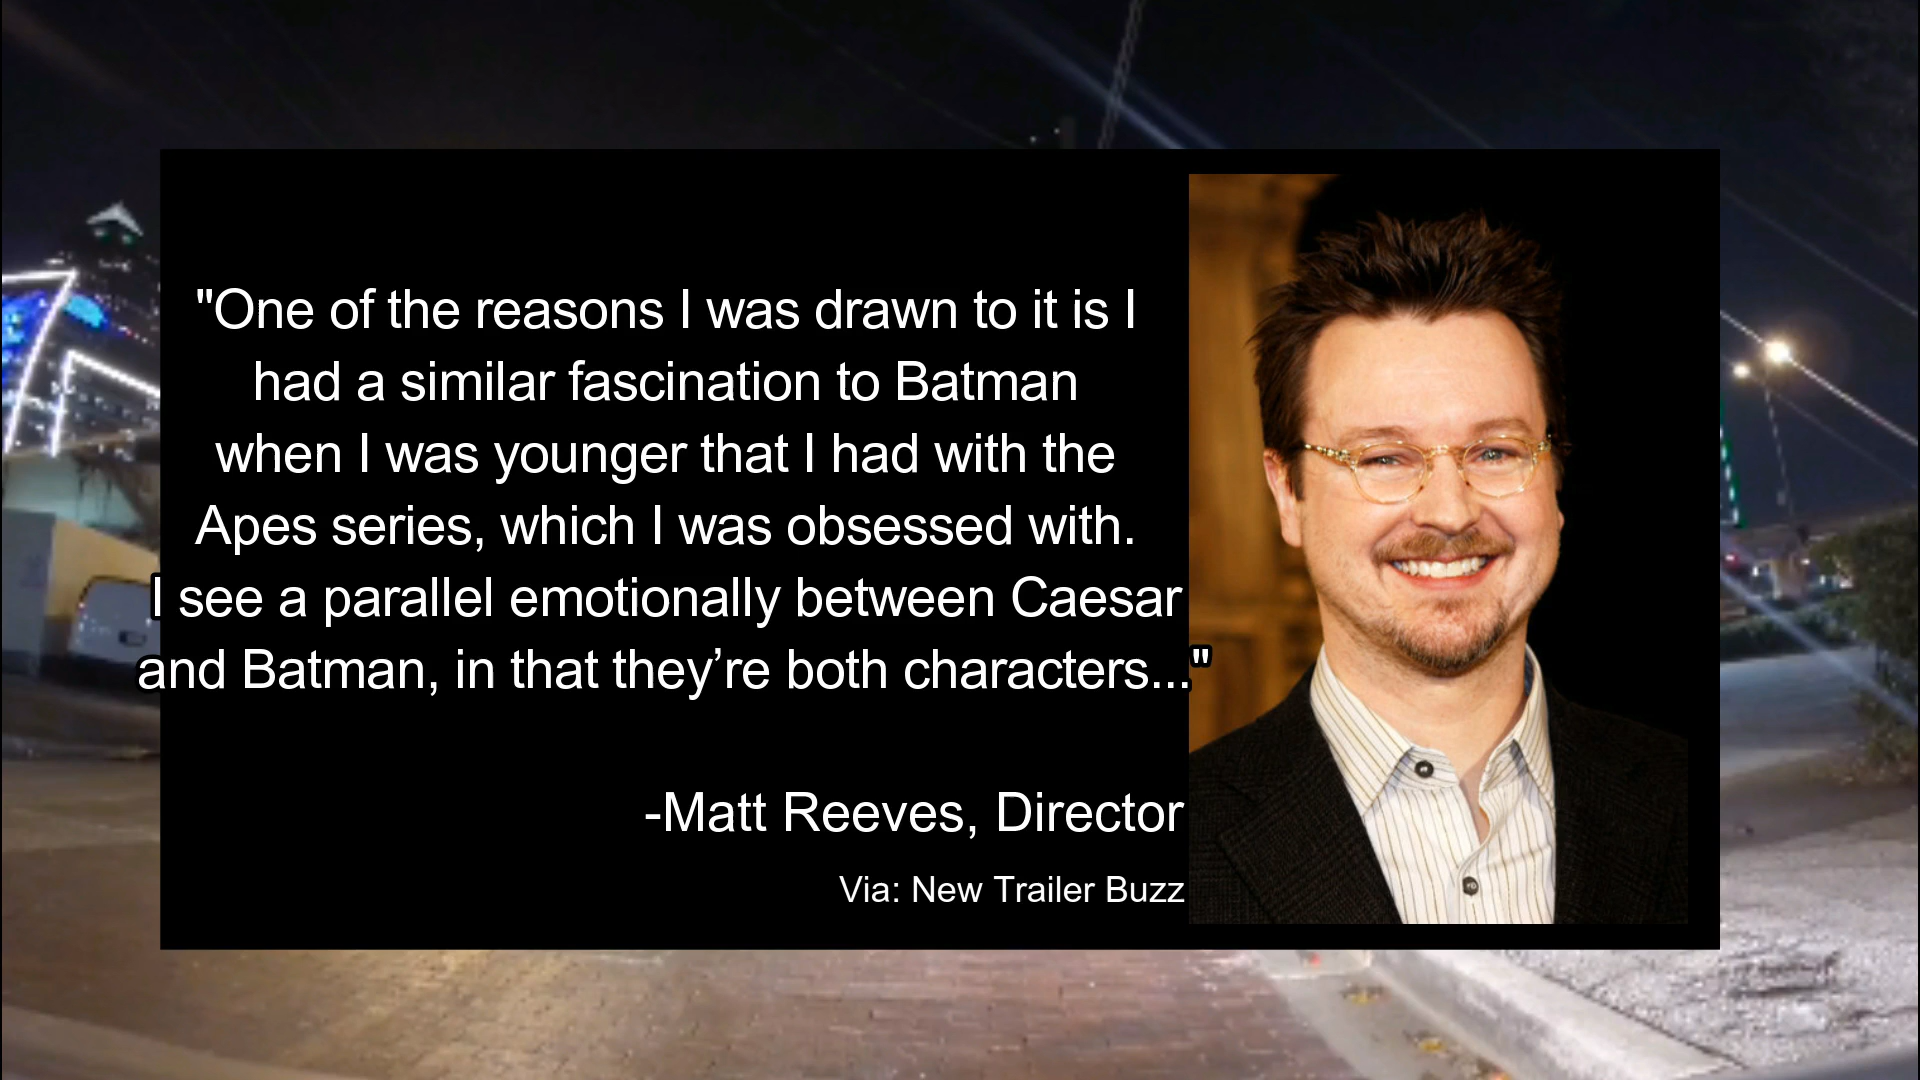 "One of the reasons I was drawn to it is I
had a similar fascination to Batman
when I was younger that I had with the
Apes series, which I was obsessed with.
I see a parallel emotionally between Caesar
and Batman, in that they’re both characters..."
-Matt Reeves, Director
Via: New Trailer Buzz